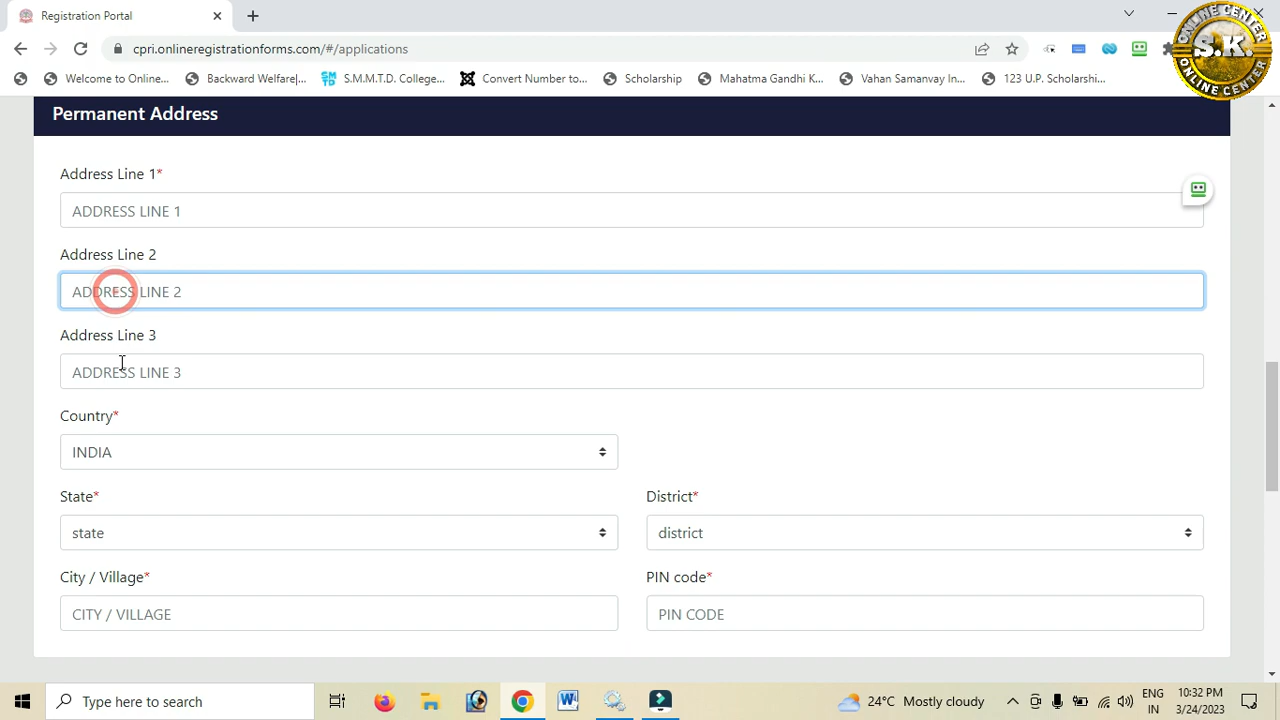 Registration Portal
cpri.onlineregistrationforms.com/#/applications
Welcome to Online...
Backward Welfare|...
S.M.M.T.D. College...
Convert Number to...
Scholarship
Mahatma Gandhi K...
Vahan Samanvay In...
123 U.P. Scholarshi...
ONLINE CENTER
S.K.
ONLINE CENTER
Permanent Address
Address Line 1*
ADDRESS LINE 1
Address Line 2
ADDRESS LINE 2
Address Line 3
ADDRESS LINE 3
Country*
INDIA
State*
District*
state
district
City / Village*
PIN code*
CITY / VILLAGE
PIN CODE
Type here to search
24°C Mostly cloudy
ENG
IN
10:32 PM
3/24/2023